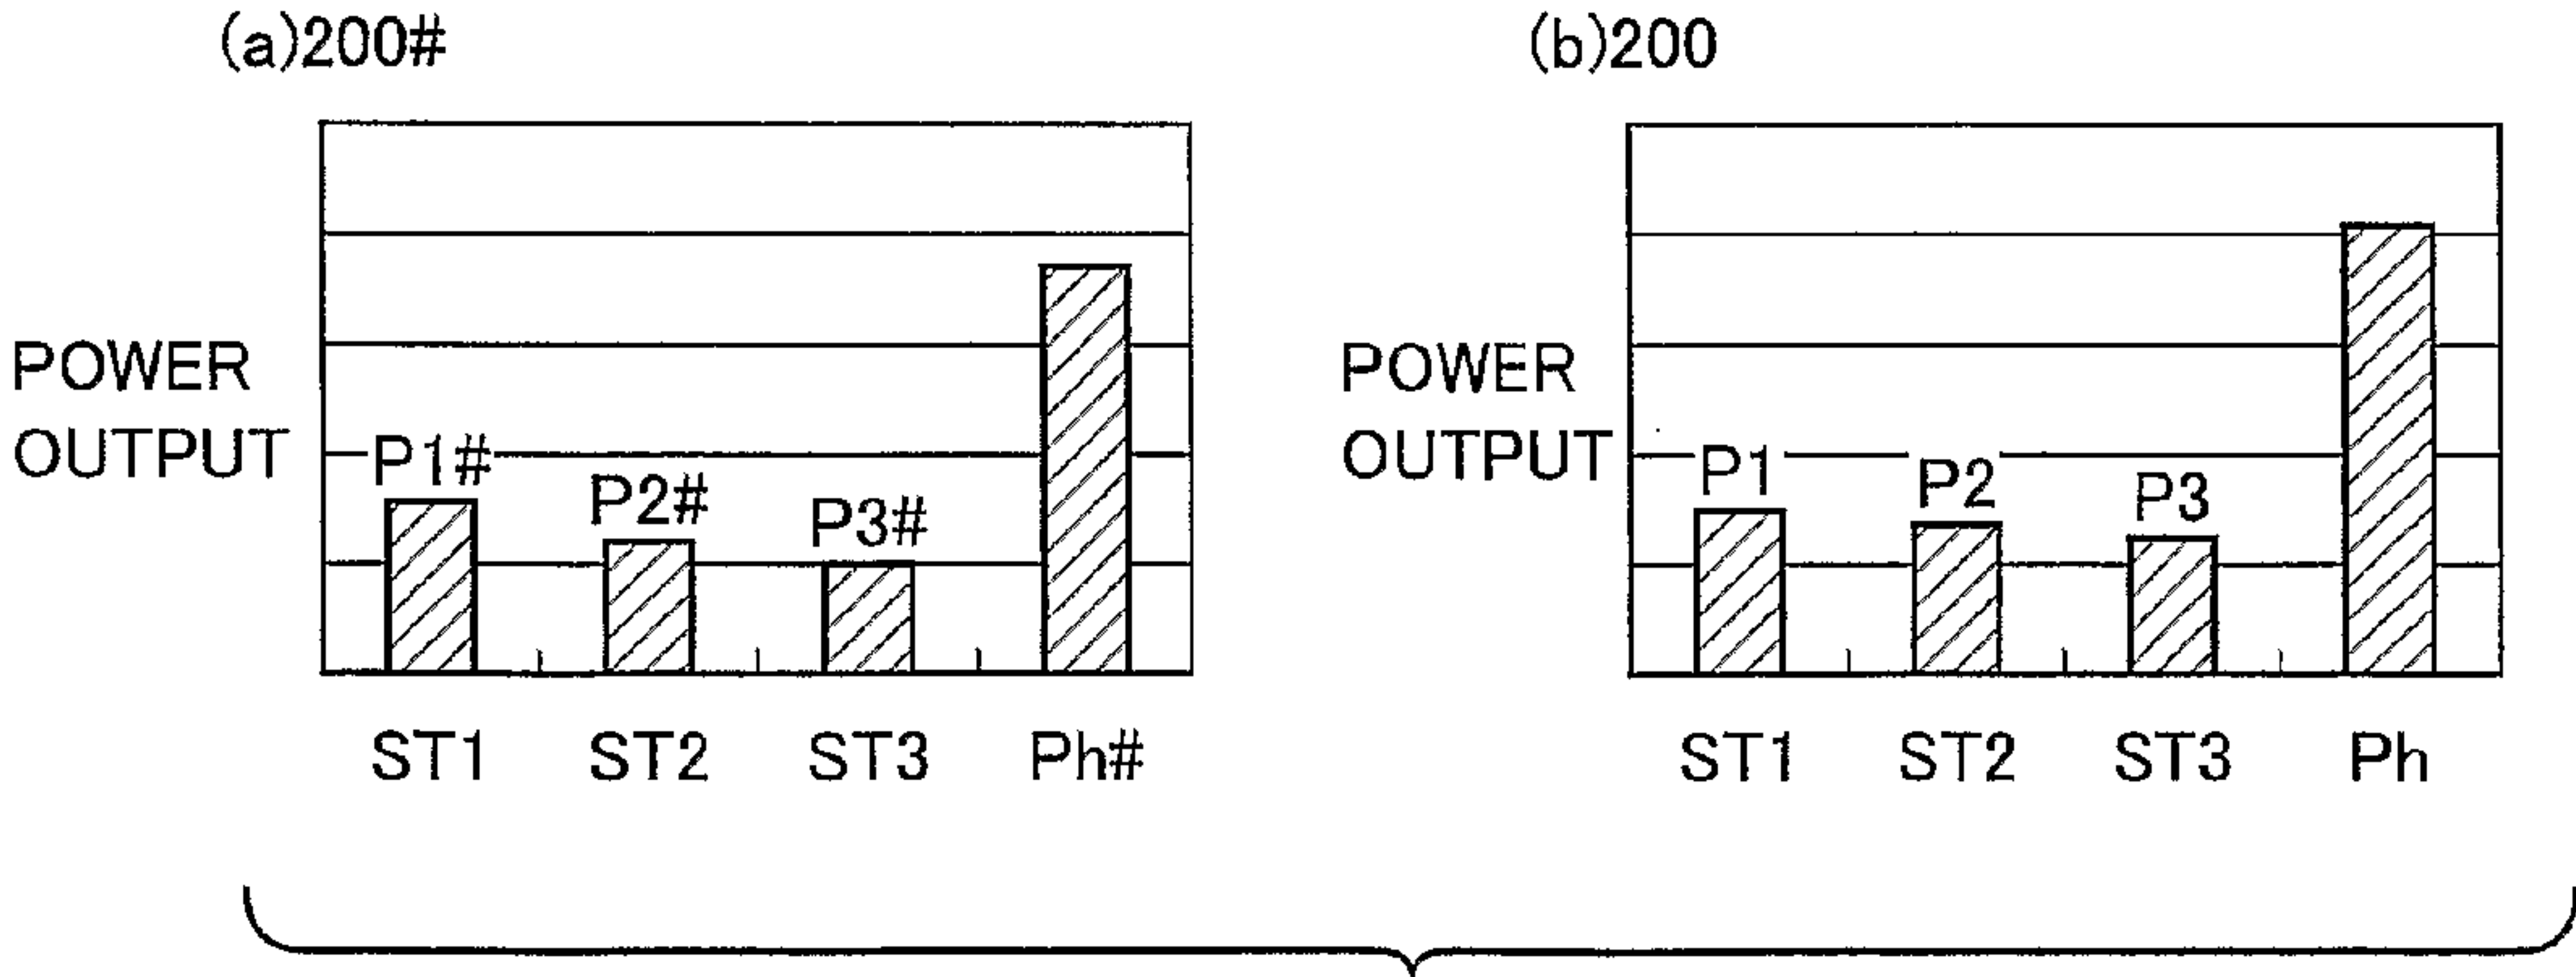 (a)200#
POWER
OUTPUT
P1#
P2#
P3#
ST1 ST2 ST3 Ph#
(b)200
POWER
OUTPUT
P1
P2
P3
ST1 ST2 ST3 Ph